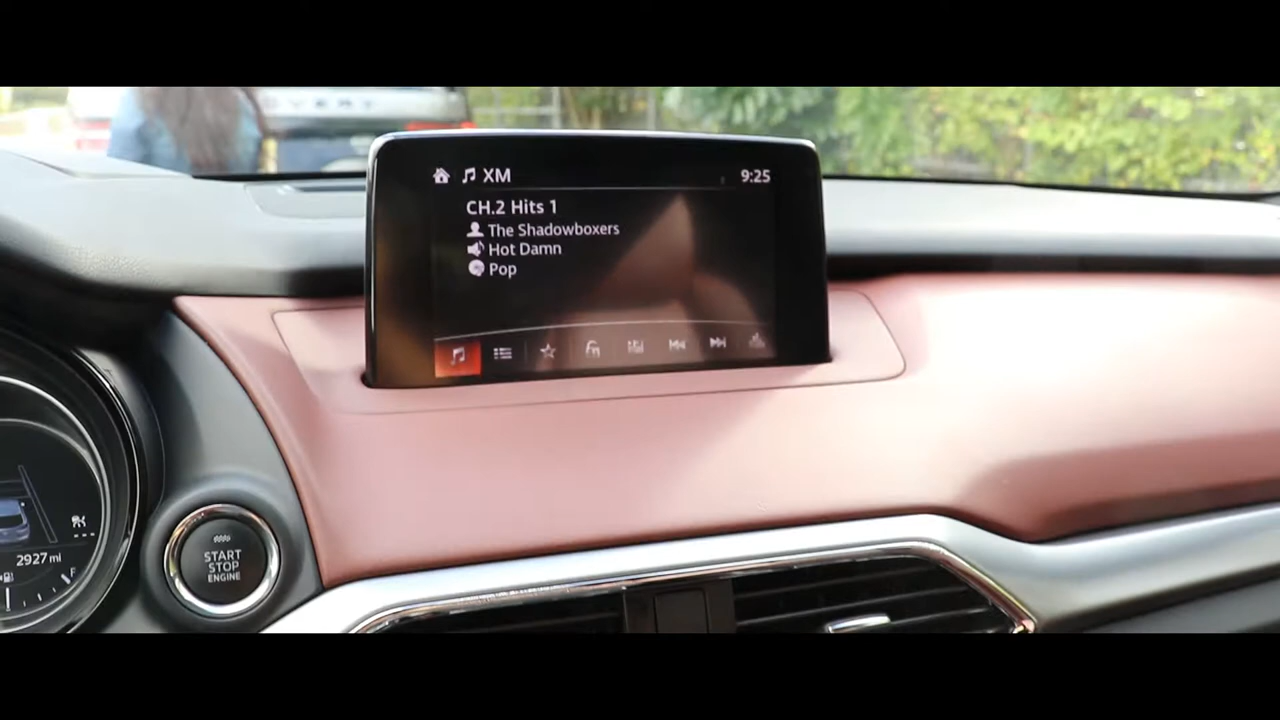 XM
9:25
CH.2 Hits 1
The Shadowboxers
Hot Damn
Pop
2927 mi
F
START
STOP
ENGINE